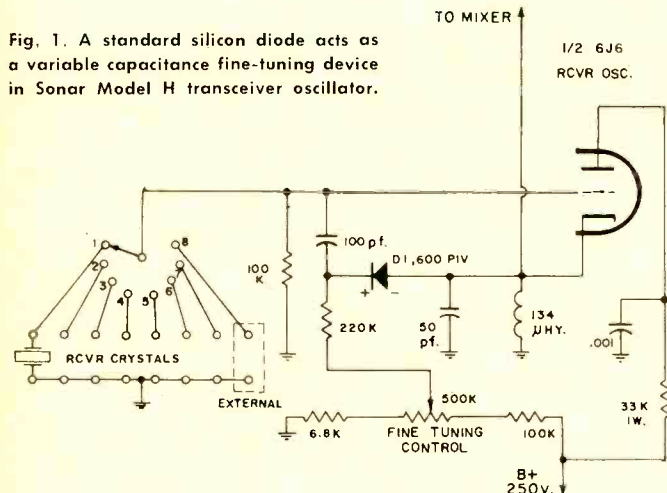 Fig. 1. A standard silicon diode acts as
a variable capacitance fine-tuning device
in Sonar Model H transceiver oscillator.
TO MIXER
1/2 6J6
RCVR OSC.
1
2
3
4
5
6
7
8
100
K
100 pf.
D1, 600 PIV
+
-
220K
50
pf.
134
μHY.
.001
RCVR CRYSTALS
EXTERNAL
500K
33K
1W.
6.8K
FINE TUNING
CONTROL
100K
B+
250V.